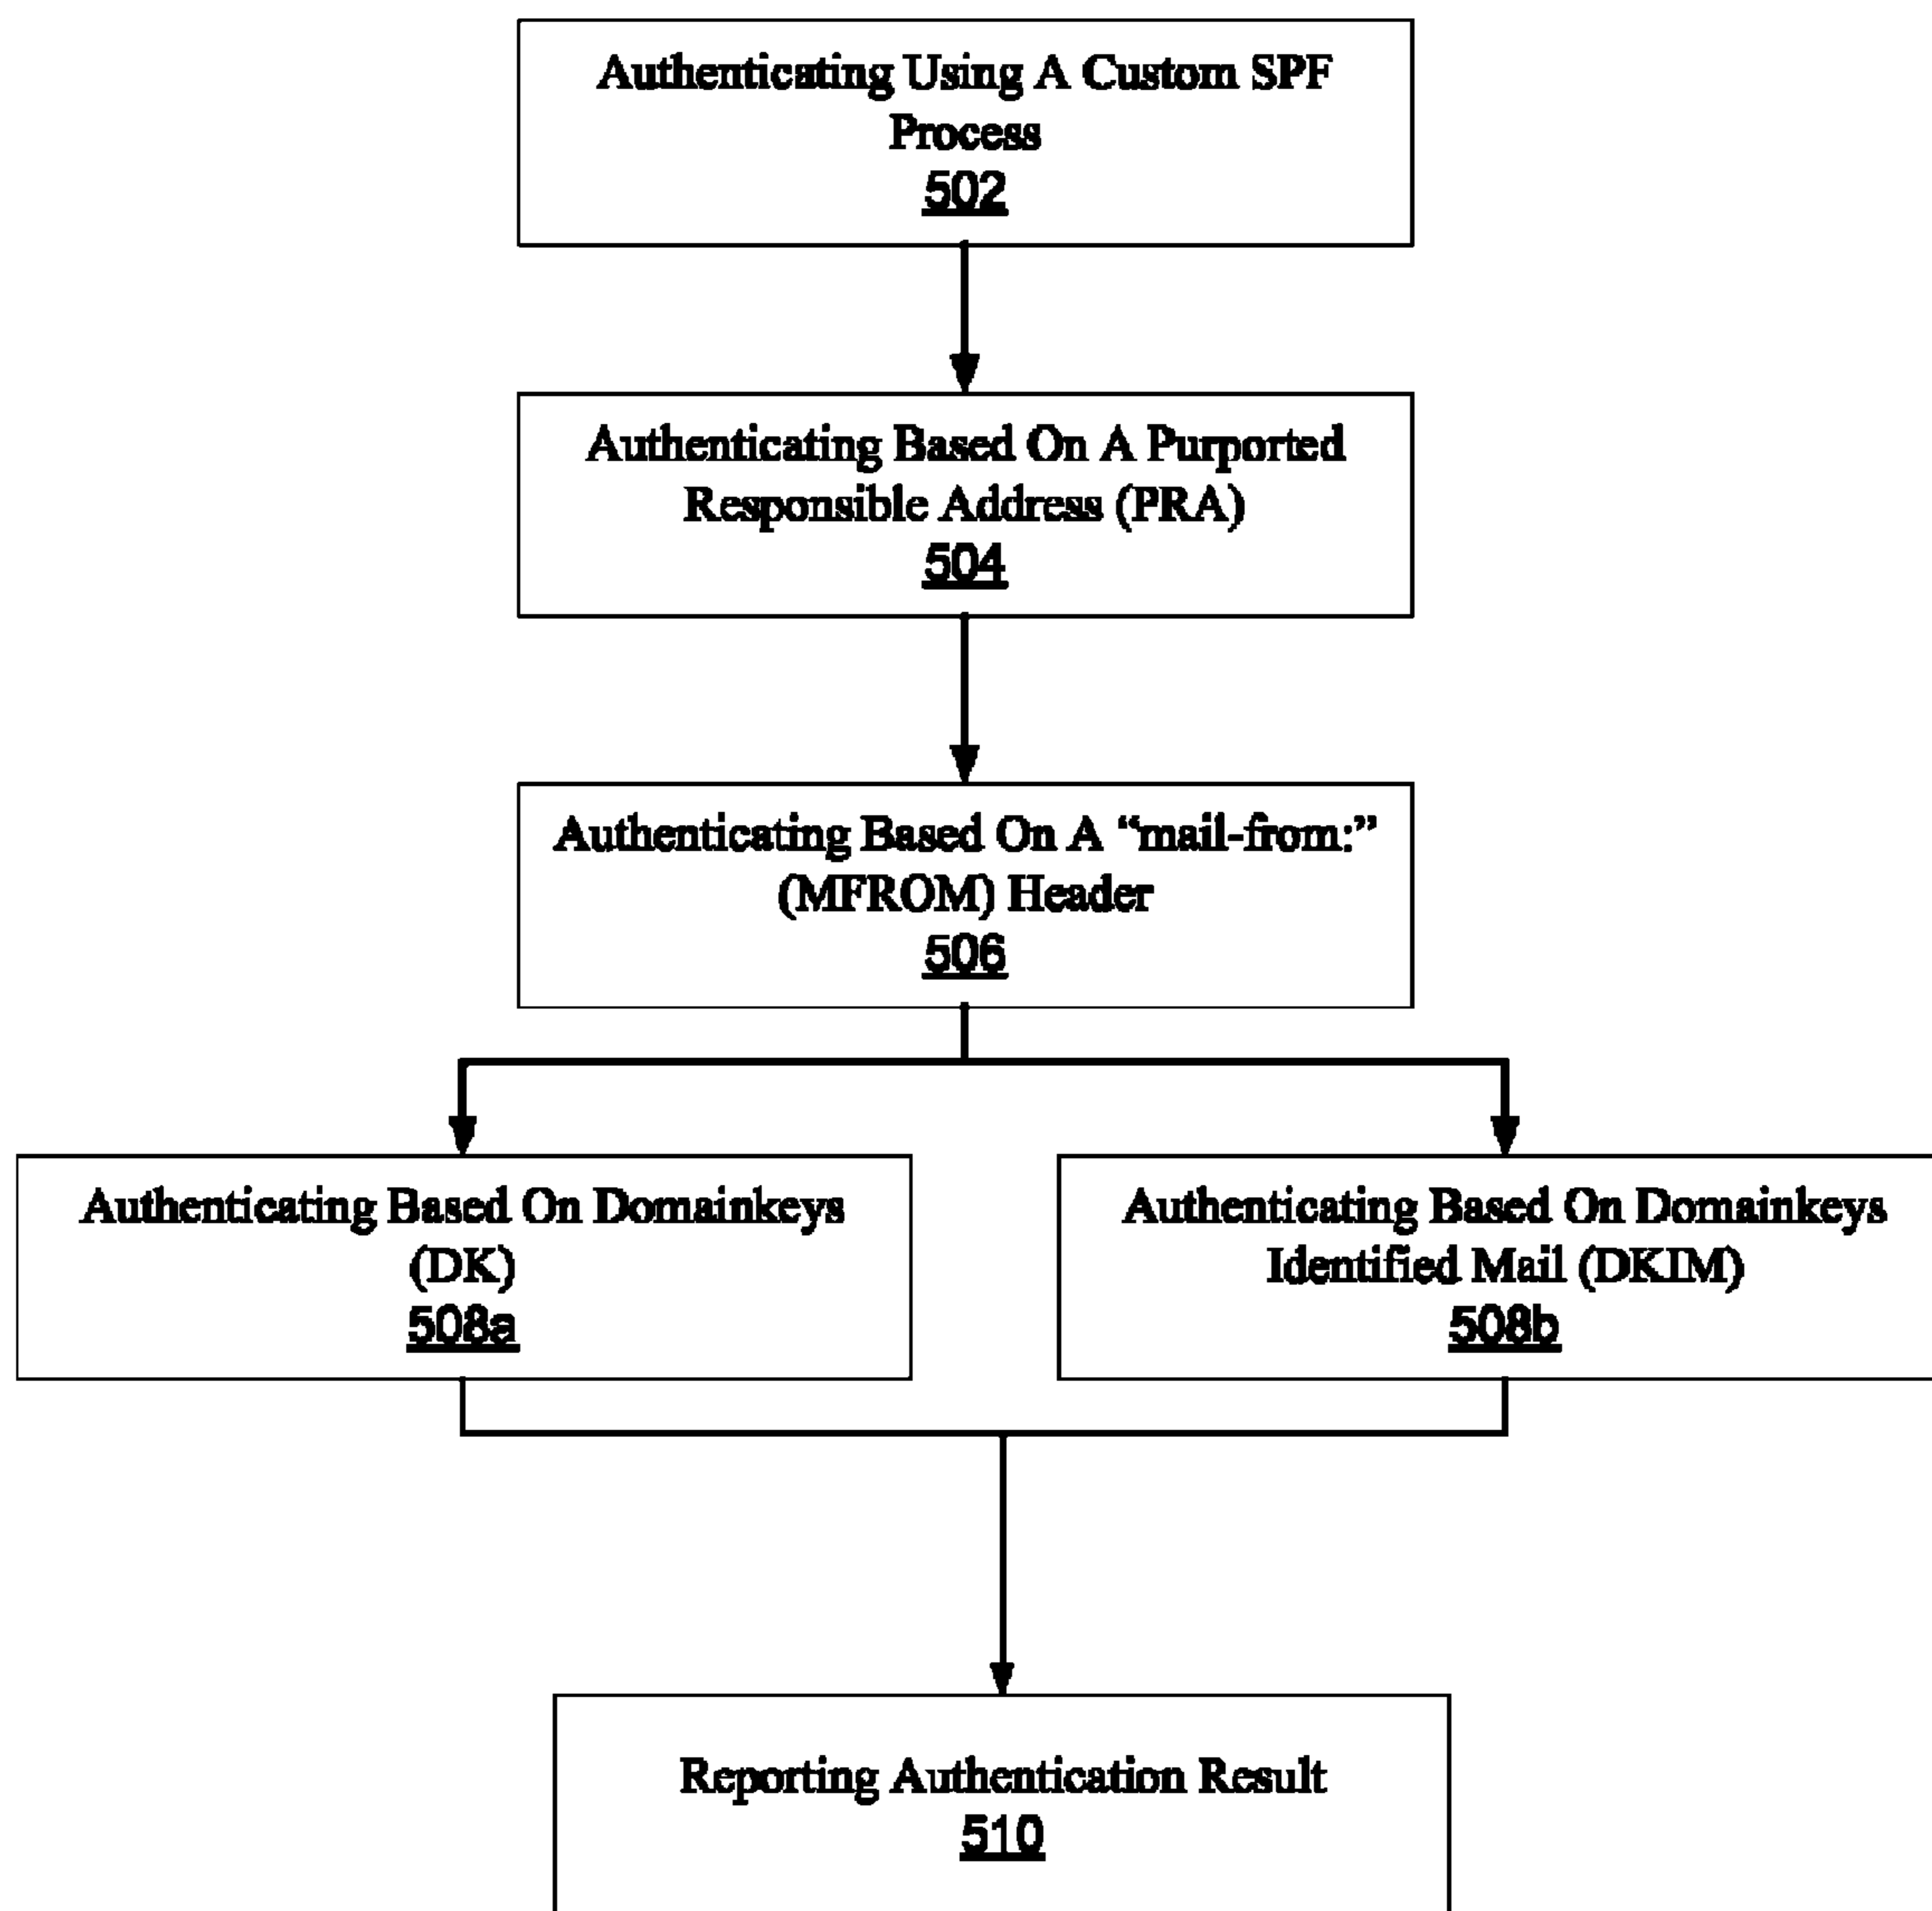 Authenticating Using A Custom SPF
Process
502
Authenticating Based On A Purported
Responsible Address (PRA)
504
Authenticating Based On A “mail-from:”
(MFROM) Header
506
Authenticating Based On Domainkeys
(DK)
508a
Authenticating Based On Domainkeys
Identified Mail (DKIM)
508b
Reporting Authentication Result
510